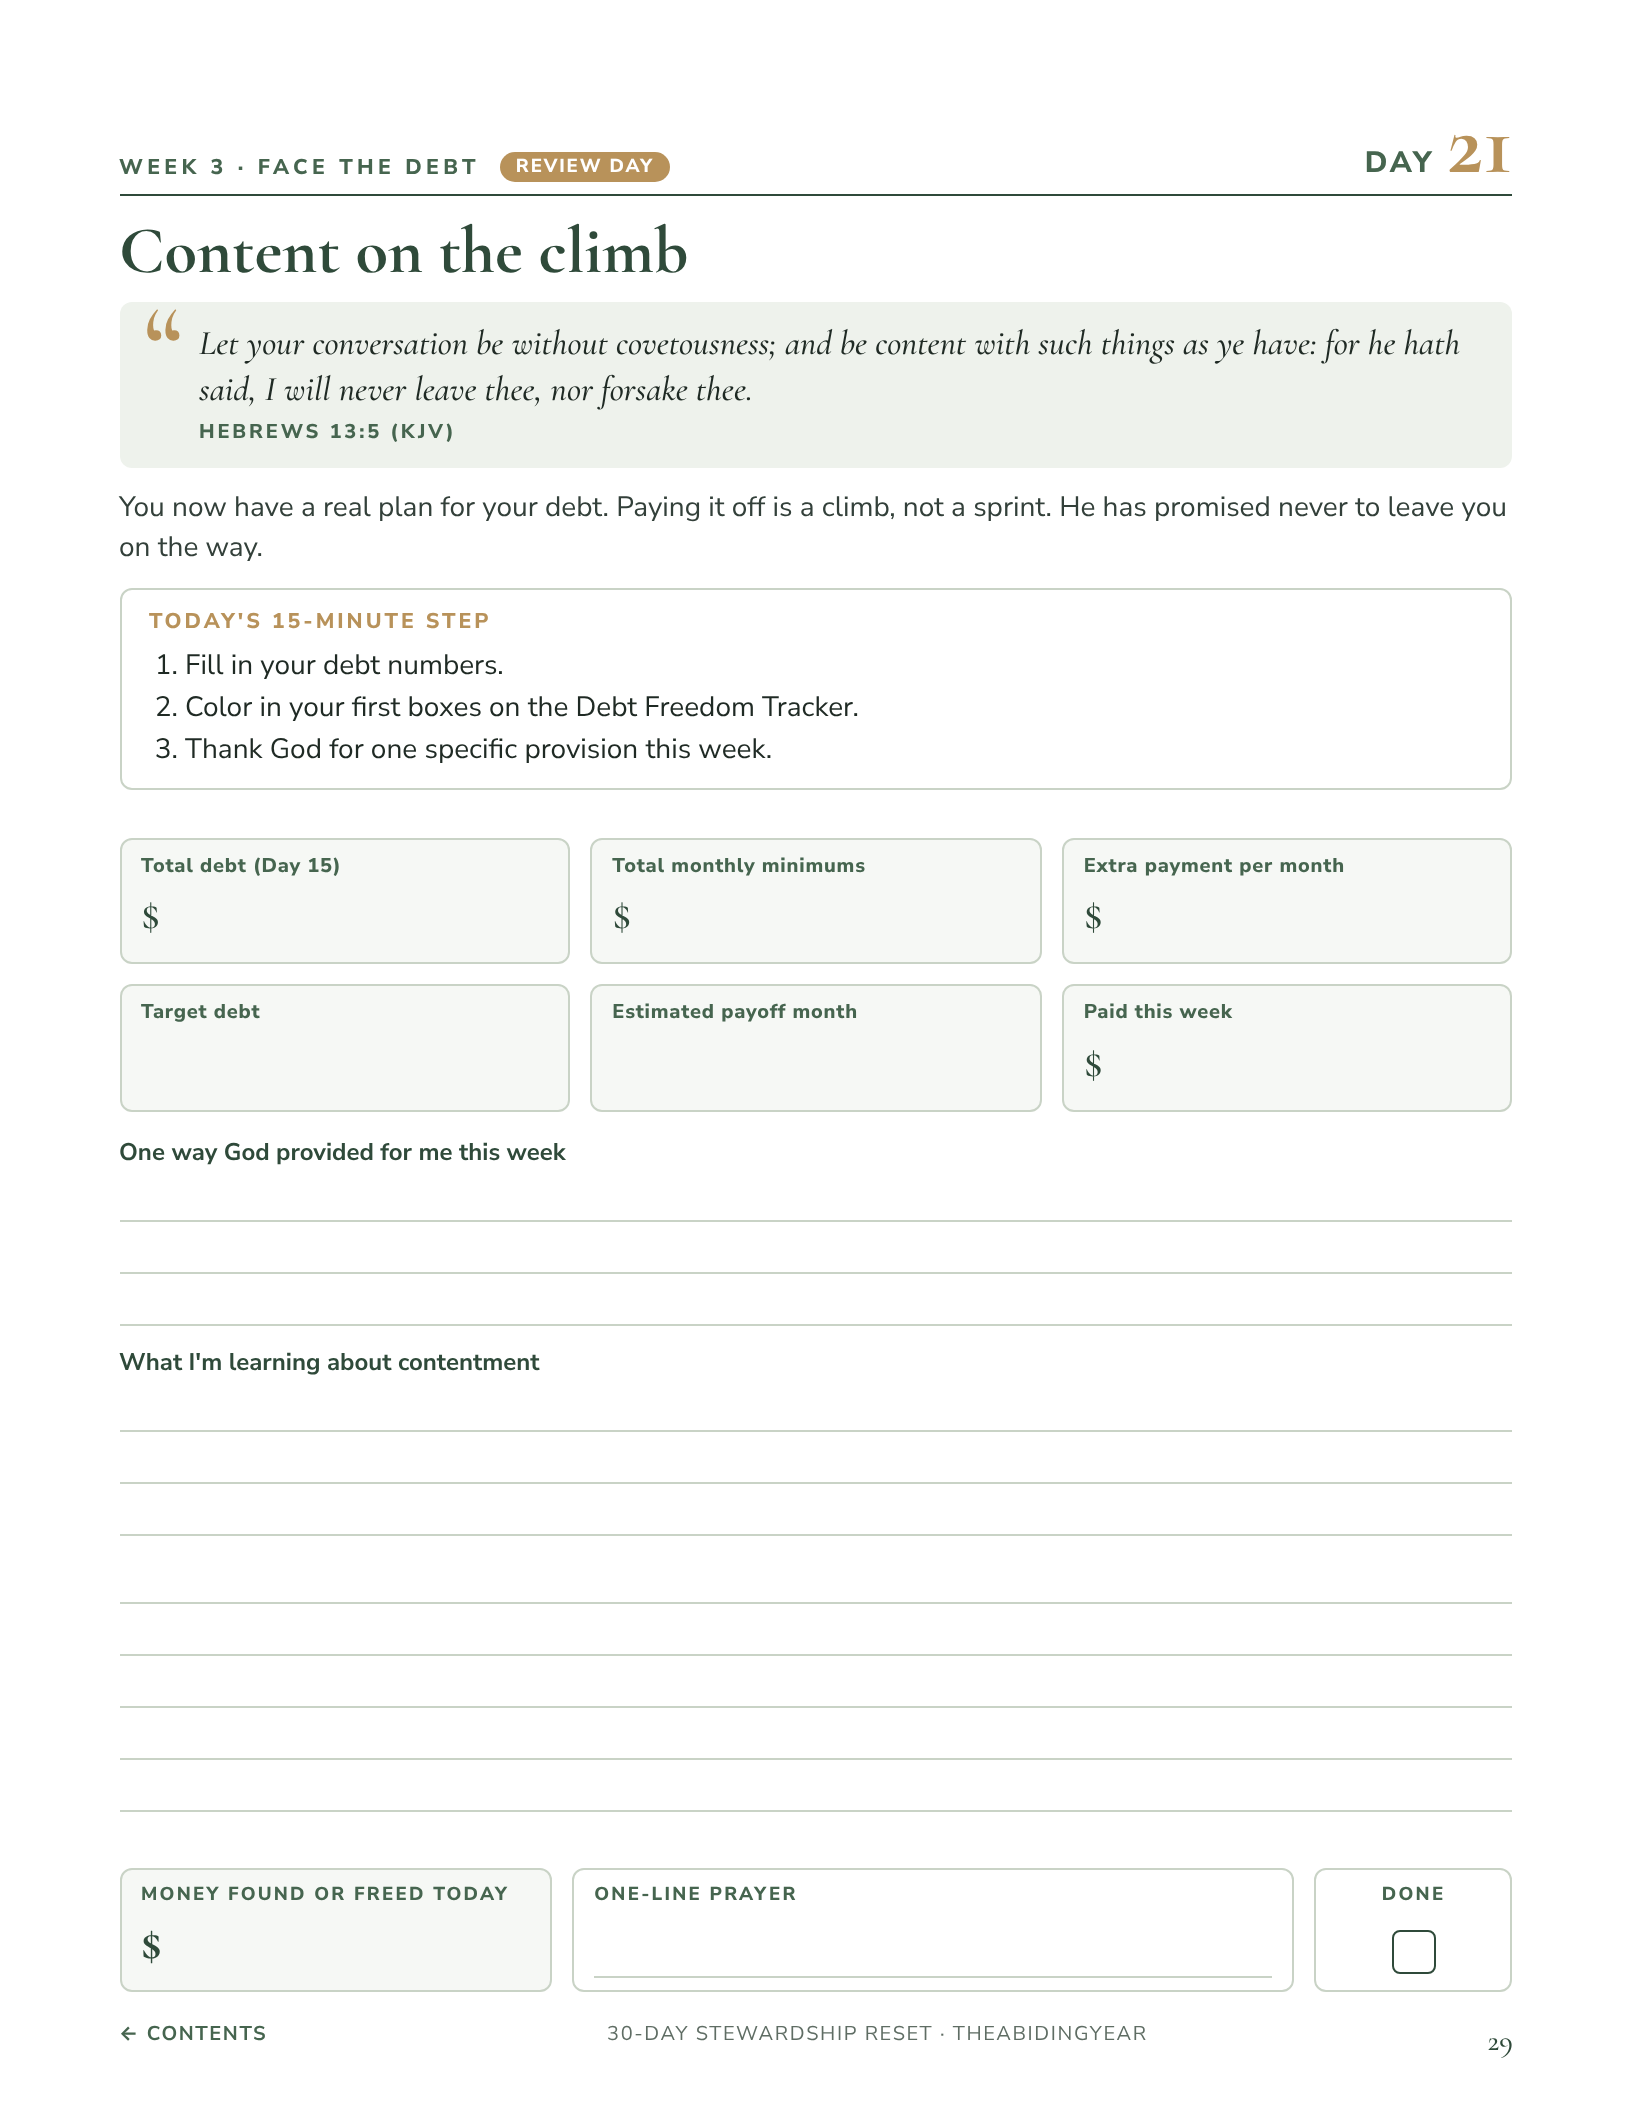 WEEK 3 · FACE THE DEBT REVIEW DAY DAY 21
Content on the climb
“ Let your conversation be without covetousness; and be content with such things as ye have: for he hath
said, I will never leave thee, nor forsake thee.
HEBREWS 13:5 (KJV)
You now have a real plan for your debt. Paying it off is a climb, not a sprint. He has promised never to leave you
on the way.
TODAY'S 15-MINUTE STEP
1. Fill in your debt numbers.
2. Color in your first boxes on the Debt Freedom Tracker.
3. Thank God for one specific provision this week.
Total debt (Day 15)
$
Total monthly minimums
$
Extra payment per month
$
Target debt
Estimated payoff month
Paid this week
$
One way God provided for me this week
What I'm learning about contentment
MONEY FOUND OR FREED TODAY
$
ONE-LINE PRAYER
DONE
← CONTENTS
30-DAY STEWARDSHIP RESET · THEABIDINGYEAR
29